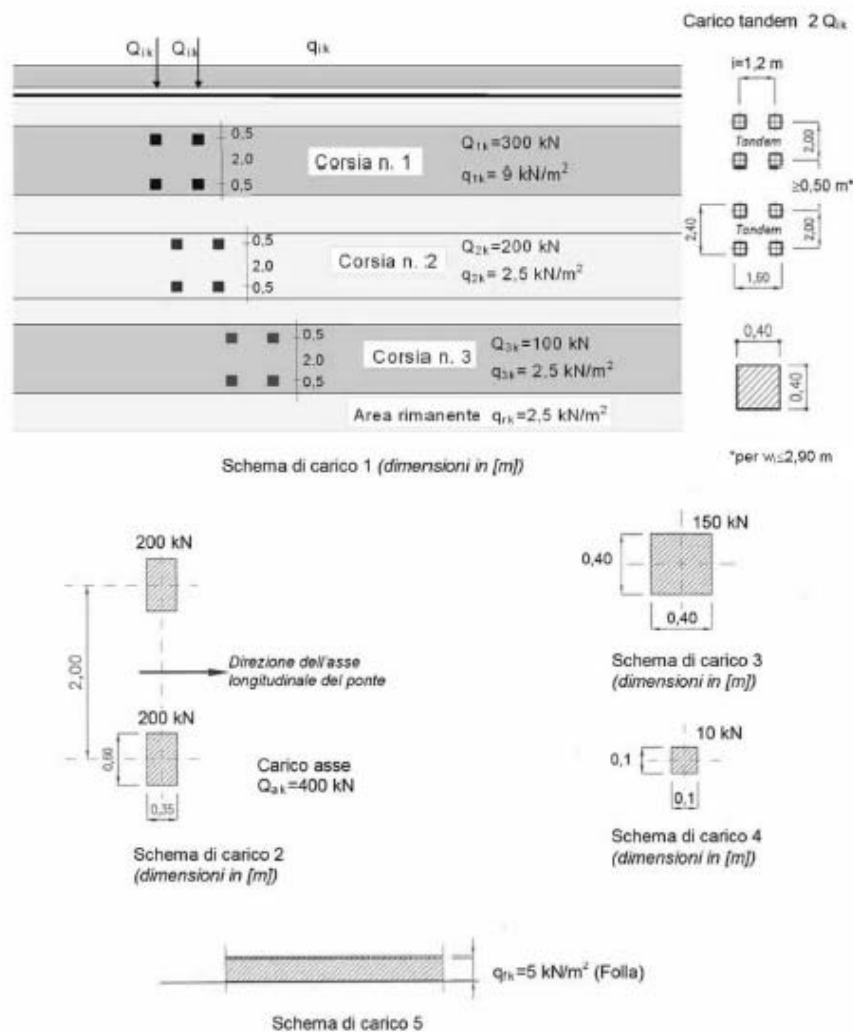 Carico tandem 2 Qik
Qik Qik qik
i=1,2 m
0,5
2.0
0,5
Corsia n. 1
Q1k=300 kN
q1k= 9 kN/m²
Tandem
2,00
≥0,50 m*
0,5
2.0
0,5
Corsia n. 2
Q2k=200 kN
q2k= 2,5 kN/m²
2,40
Tandem
2,00
1,60
0,5
2.0
0,5
Corsia n. 3
Q3k=100 kN
q3k= 2,5 kN/m²
0,40
0,40
Area rimanente qrk=2,5 kN/m²
Schema di carico 1 (dimensioni in [m])
*per wl≤2,90 m
200 kN
2,00
Direzione dell'asse
longitudinale del ponte
200 kN
0,60
0,35
Carico asse
Qak=400 kN
Schema di carico 2
(dimensioni in [m])
150 kN
0,40
0,40
Schema di carico 3
(dimensioni in [m])
10 kN
0,1
0,1
Schema di carico 4
(dimensioni in [m])
qfk=5 kN/m² (Folla)
Schema di carico 5